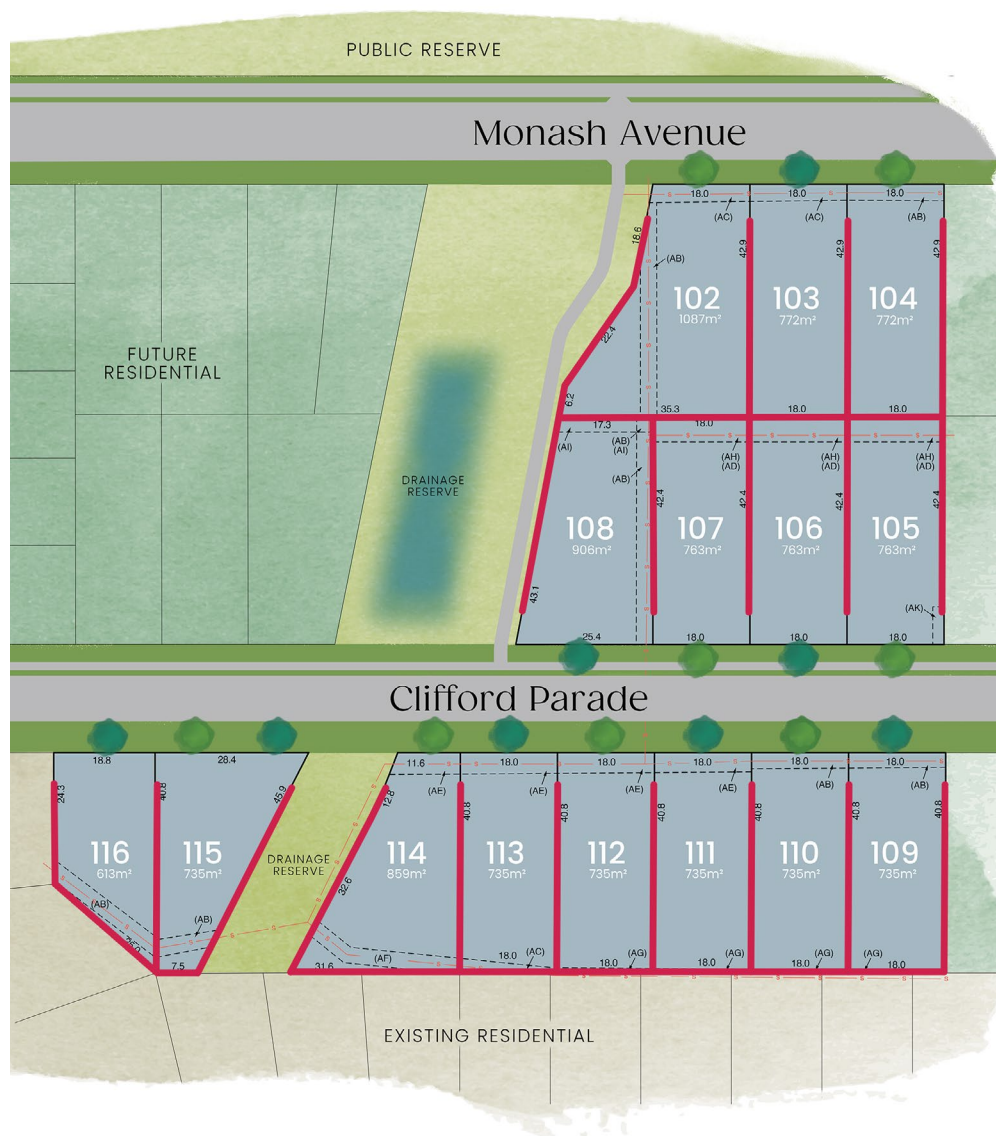 PUBLIC RESERVE
Monash Avenue
18.0
18.0
18.0
(AC)
(AC)
(AB)
18.6
42.9
42.9
42.9
(AB)
102
1087m²
103
772m²
104
772m²
22.4
FUTURE
RESIDENTIAL
6.2
35.3
18.0
18.0
17.3
18.0
(AI)
(AB)
(AI)
(AH)
(AD)
(AH)
(AD)
(AH)
(AD)
(AB)
DRAINAGE
RESERVE
42.4
42.4
42.4
42.4
108
906m²
107
763m²
106
763m²
105
763m²
43.1
(AK)
25.4
18.0
18.0
18.0
Clifford Parade
18.8
28.4
11.6
18.0
18.0
18.0
18.0
18.0
(AE)
(AE)
(AE)
(AE)
(AB)
(AB)
24.3
40.8
45.9
12.8
40.8
40.8
40.8
40.8
40.8
40.8
116
613m²
115
735m²
DRAINAGE
RESERVE
114
859m²
113
735m²
112
735m²
111
735m²
110
735m²
109
735m²
32.6
(AB)
(AB)
7.5
31.6
(AF)
18.0
(AC)
18.0
(AG)
18.0
(AG)
18.0
(AG)
(AG)
18.0
EXISTING RESIDENTIAL